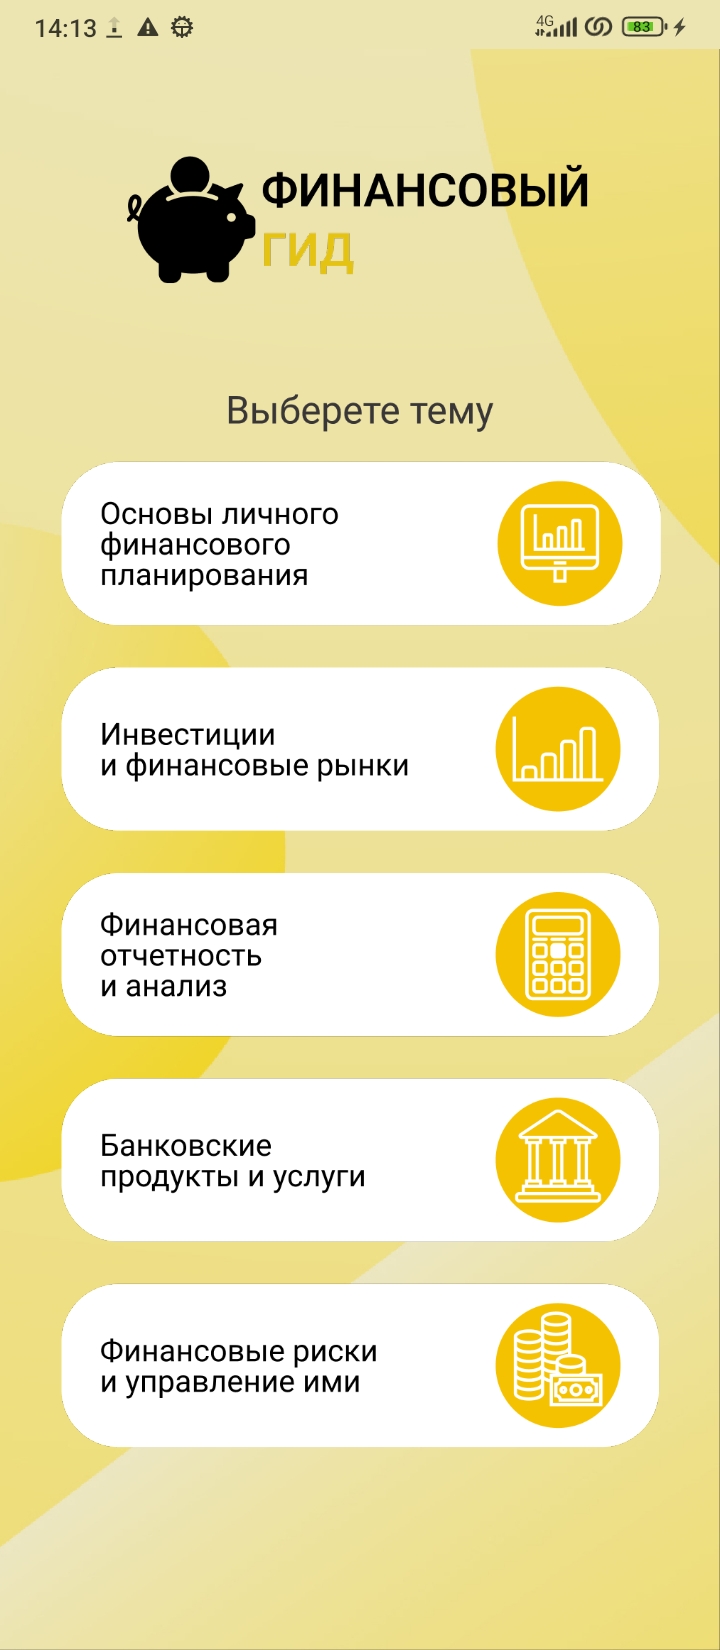 14:13
4G
83
ФИНАНСОВЫЙ
ГИД
Выберете тему
Основы личного
финансового
планирования
Инвестиции
и финансовые рынки
Финансовая
отчетность
и анализ
Банковские
продукты и услуги
Финансовые риски
и управление ими